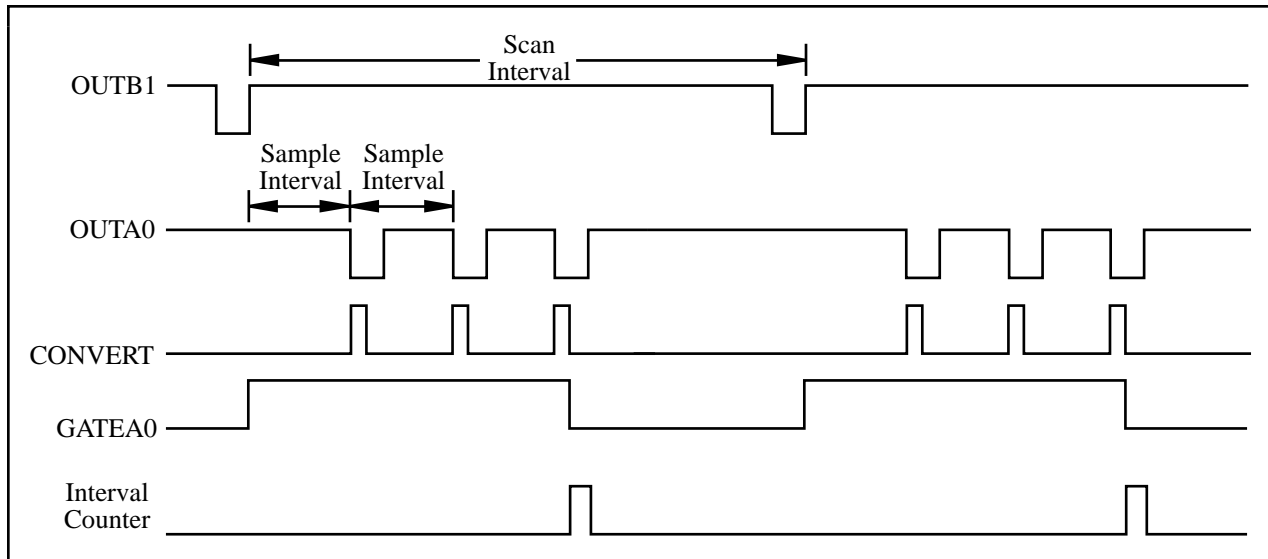 Scan
Interval
OUTB1
Sample
Interval
Sample
Interval
OUTA0
CONVERT
GATEA0
Interval
Counter